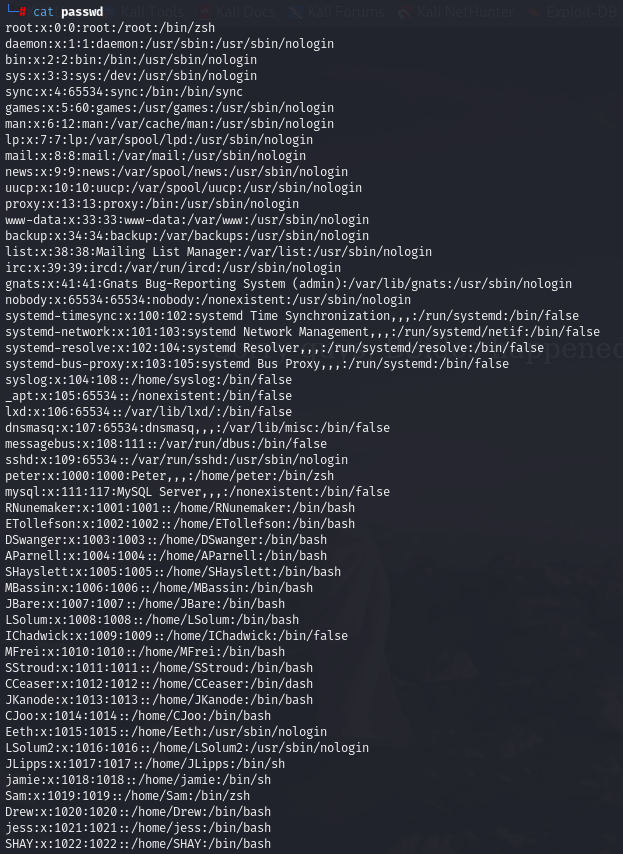 └─# cat passwd
root:x:0:0:root:/root:/bin/zsh
daemon:x:1:1:daemon:/usr/sbin:/usr/sbin/nologin
bin:x:2:2:bin:/bin:/usr/sbin/nologin
sys:x:3:3:sys:/dev:/usr/sbin/nologin
sync:x:4:65534:sync:/bin:/bin/sync
games:x:5:60:games:/usr/games:/usr/sbin/nologin
man:x:6:12:man:/var/cache/man:/usr/sbin/nologin
lp:x:7:7:lp:/var/spool/lpd:/usr/sbin/nologin
mail:x:8:8:mail:/var/mail:/usr/sbin/nologin
news:x:9:9:news:/var/spool/news:/usr/sbin/nologin
uucp:x:10:10:uucp:/var/spool/uucp:/usr/sbin/nologin
proxy:x:13:13:proxy:/bin:/usr/sbin/nologin
www-data:x:33:33:www-data:/var/www:/usr/sbin/nologin
backup:x:34:34:backup:/var/backups:/usr/sbin/nologin
list:x:38:38:Mailing List Manager:/var/list:/usr/sbin/nologin
irc:x:39:39:ircd:/var/run/ircd:/usr/sbin/nologin
gnats:x:41:41:Gnats Bug-Reporting System (admin):/var/lib/gnats:/usr/sbin/nologin
nobody:x:65534:65534:nobody:/nonexistent:/usr/sbin/nologin
systemd-timesync:x:100:102:systemd Time Synchronization,,,:/run/systemd:/bin/false
systemd-network:x:101:103:systemd Network Management,,,:/run/systemd/netif:/bin/false
systemd-resolve:x:102:104:systemd Resolver,,,:/run/systemd/resolve:/bin/false
systemd-bus-proxy:x:103:105:systemd Bus Proxy,,,:/run/systemd:/bin/false
syslog:x:104:108::/home/syslog:/bin/false
_apt:x:105:65534::/nonexistent:/bin/false
lxd:x:106:65534::/var/lib/lxd/:/bin/false
dnsmasq:x:107:65534:dnsmasq,,,:/var/lib/misc:/bin/false
messagebus:x:108:111::/var/run/dbus:/bin/false
sshd:x:109:65534::/var/run/sshd:/usr/sbin/nologin
peter:x:1000:1000:Peter,,,:/home/peter:/bin/zsh
mysql:x:111:117:MySQL Server,,,:/nonexistent:/bin/false
RNunemaker:x:1001:1001::/home/RNunemaker:/bin/bash
ETollefson:x:1002:1002::/home/ETollefson:/bin/bash
DSwanger:x:1003:1003::/home/DSwanger:/bin/bash
AParnell:x:1004:1004::/home/AParnell:/bin/bash
SHayslett:x:1005:1005::/home/SHayslett:/bin/bash
MBassin:x:1006:1006::/home/MBassin:/bin/bash
JBare:x:1007:1007::/home/JBare:/bin/bash
LSolum:x:1008:1008::/home/LSolum:/bin/bash
IChadwick:x:1009:1009::/home/IChadwick:/bin/false
MFrei:x:1010:1010::/home/MFrei:/bin/bash
SStroud:x:1011:1011::/home/SStroud:/bin/bash
CCeaser:x:1012:1012::/home/CCeaser:/bin/dash
JKanode:x:1013:1013::/home/JKanode:/bin/bash
CJoo:x:1014:1014::/home/CJoo:/bin/bash
Eeth:x:1015:1015::/home/Eeth:/usr/sbin/nologin
LSolum2:x:1016:1016::/home/LSolum2:/usr/sbin/nologin
JLipps:x:1017:1017::/home/JLipps:/bin/sh
jamie:x:1018:1018::/home/jamie:/bin/sh
Sam:x:1019:1019::/home/Sam:/bin/zsh
Drew:x:1020:1020::/home/Drew:/bin/bash
jess:x:1021:1021::/home/jess:/bin/bash
SHAY:x:1022:1022::/home/SHAY:/bin/bash